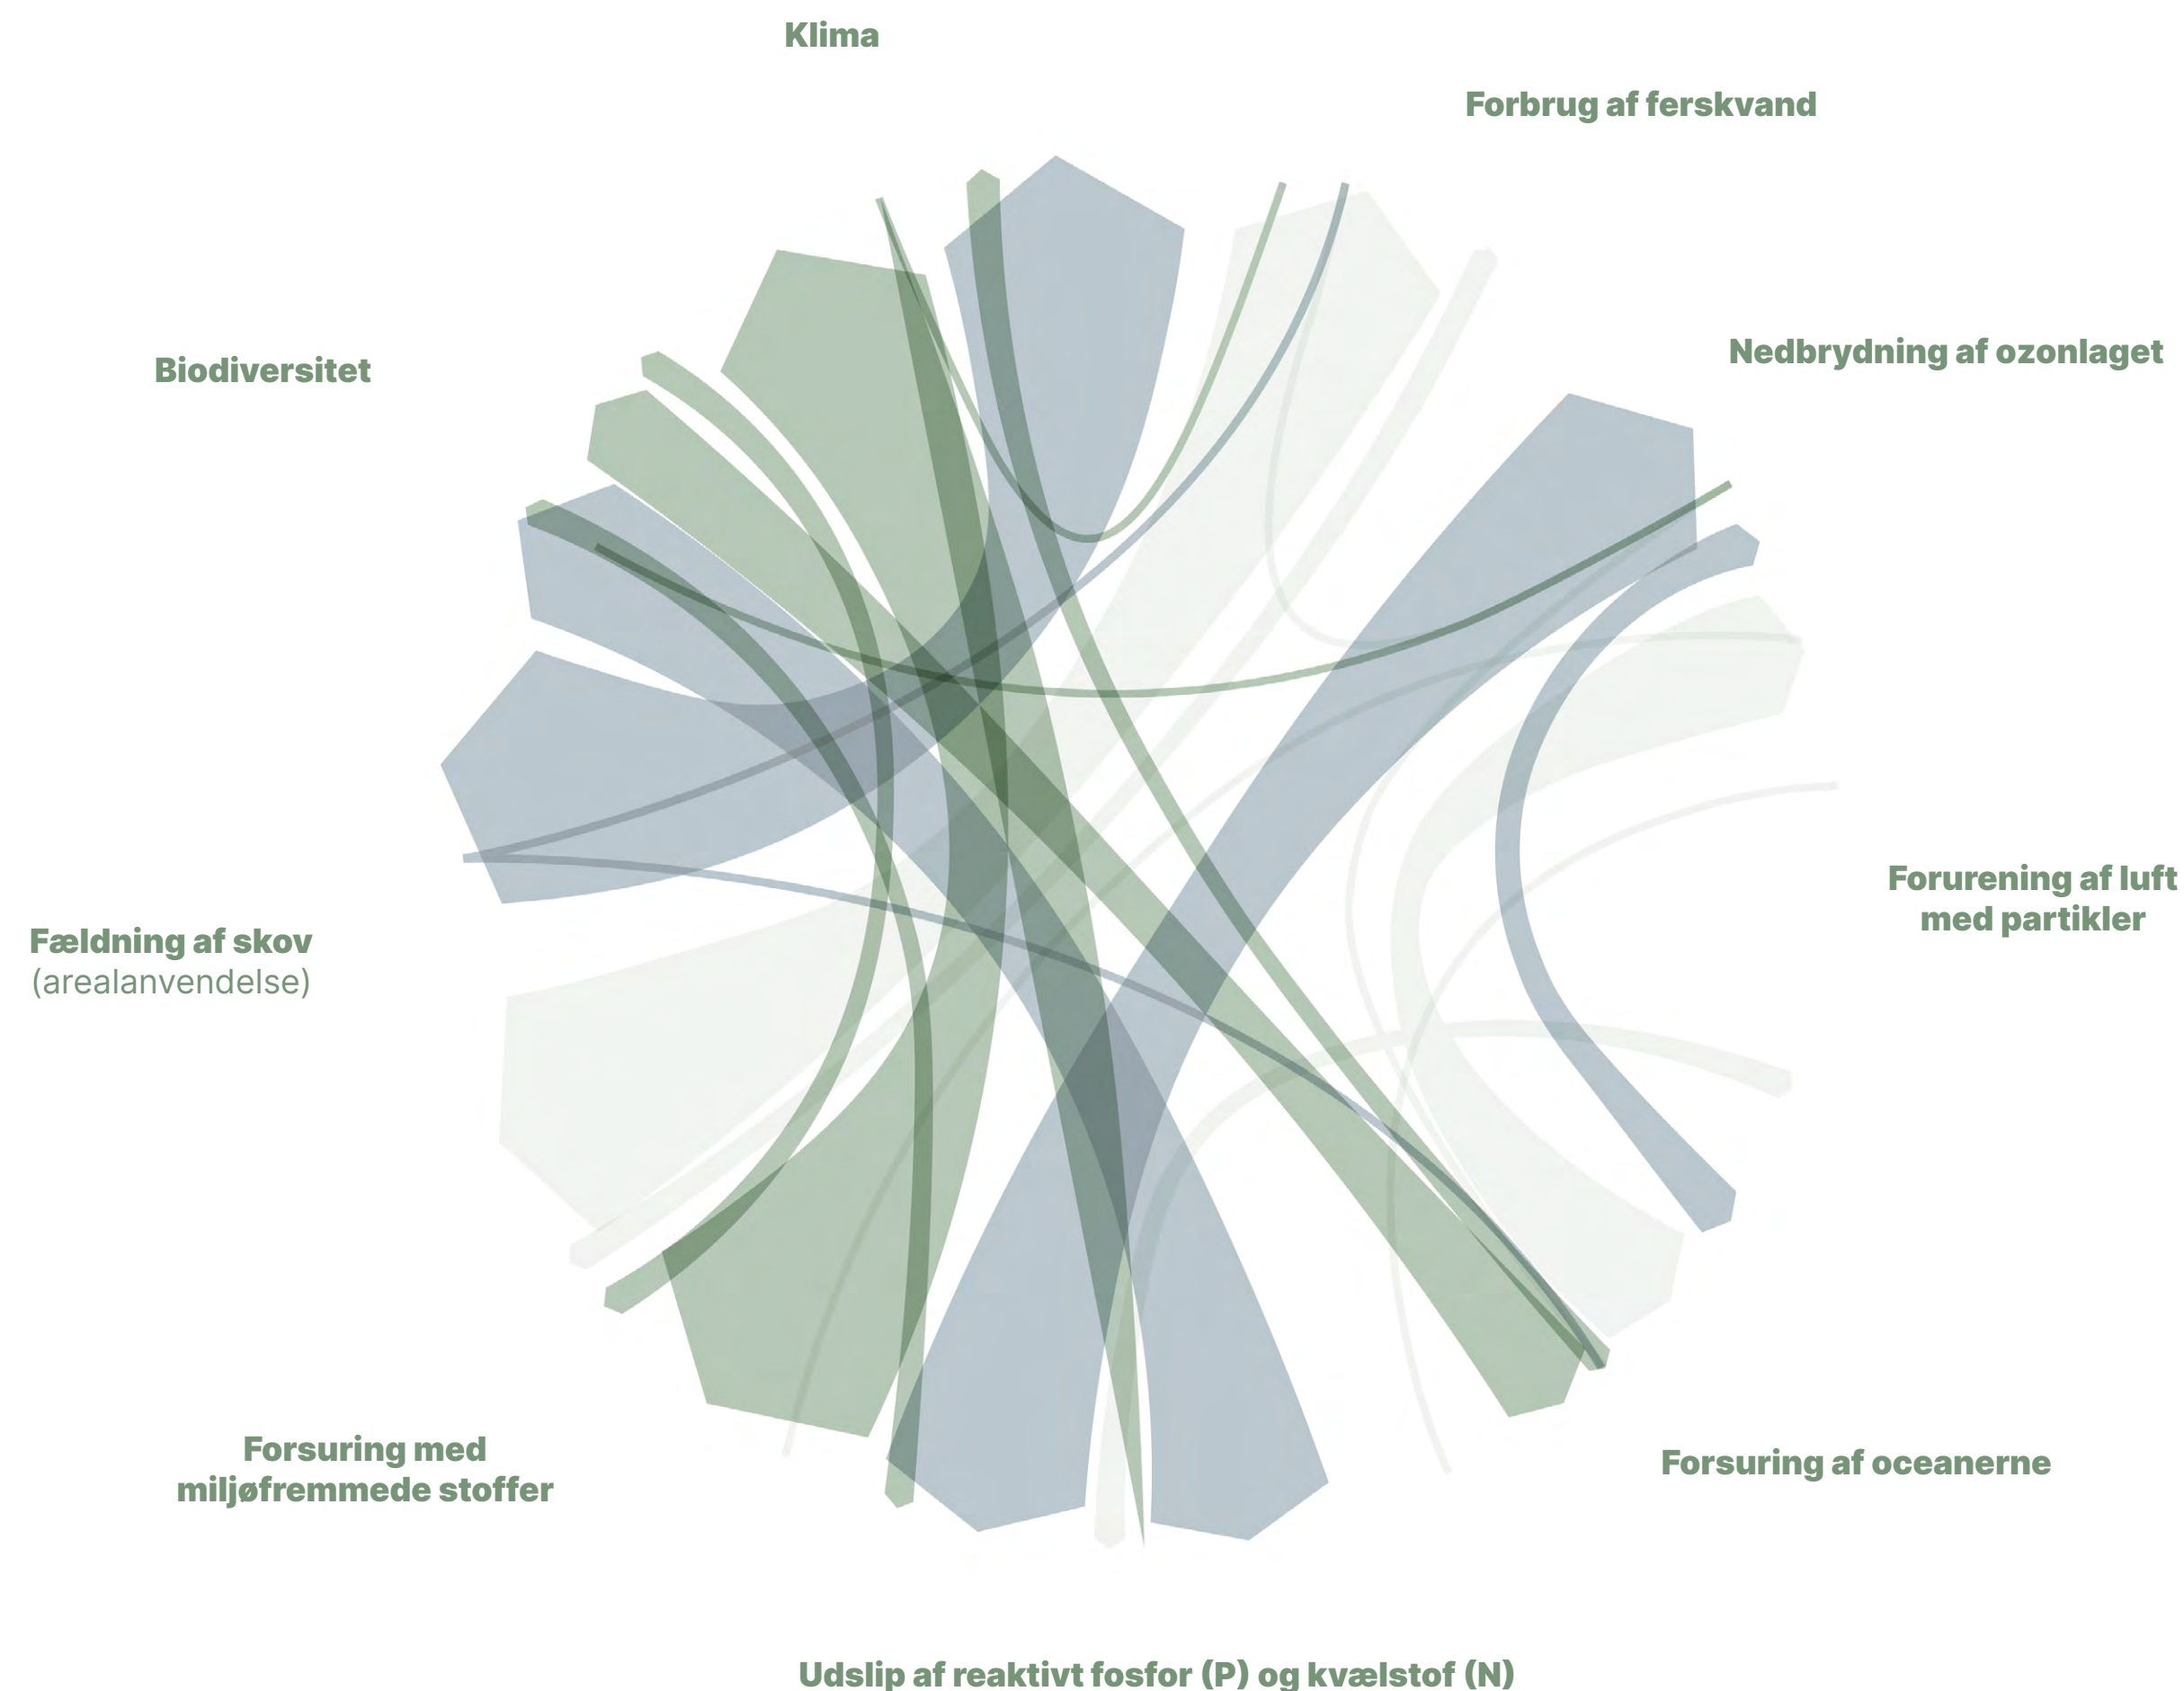 Klima
Forbrug af ferskvand
Nedbrydning af ozonlaget
Biodiversitet
Forurening af luft
med partikler
Fældning af skov
(arealanvendelse)
Forsuring med
miljøfremmede stoffer
Forsuring af oceanerne
Udslip af reaktivt fosfor (P) og kvælstof (N)